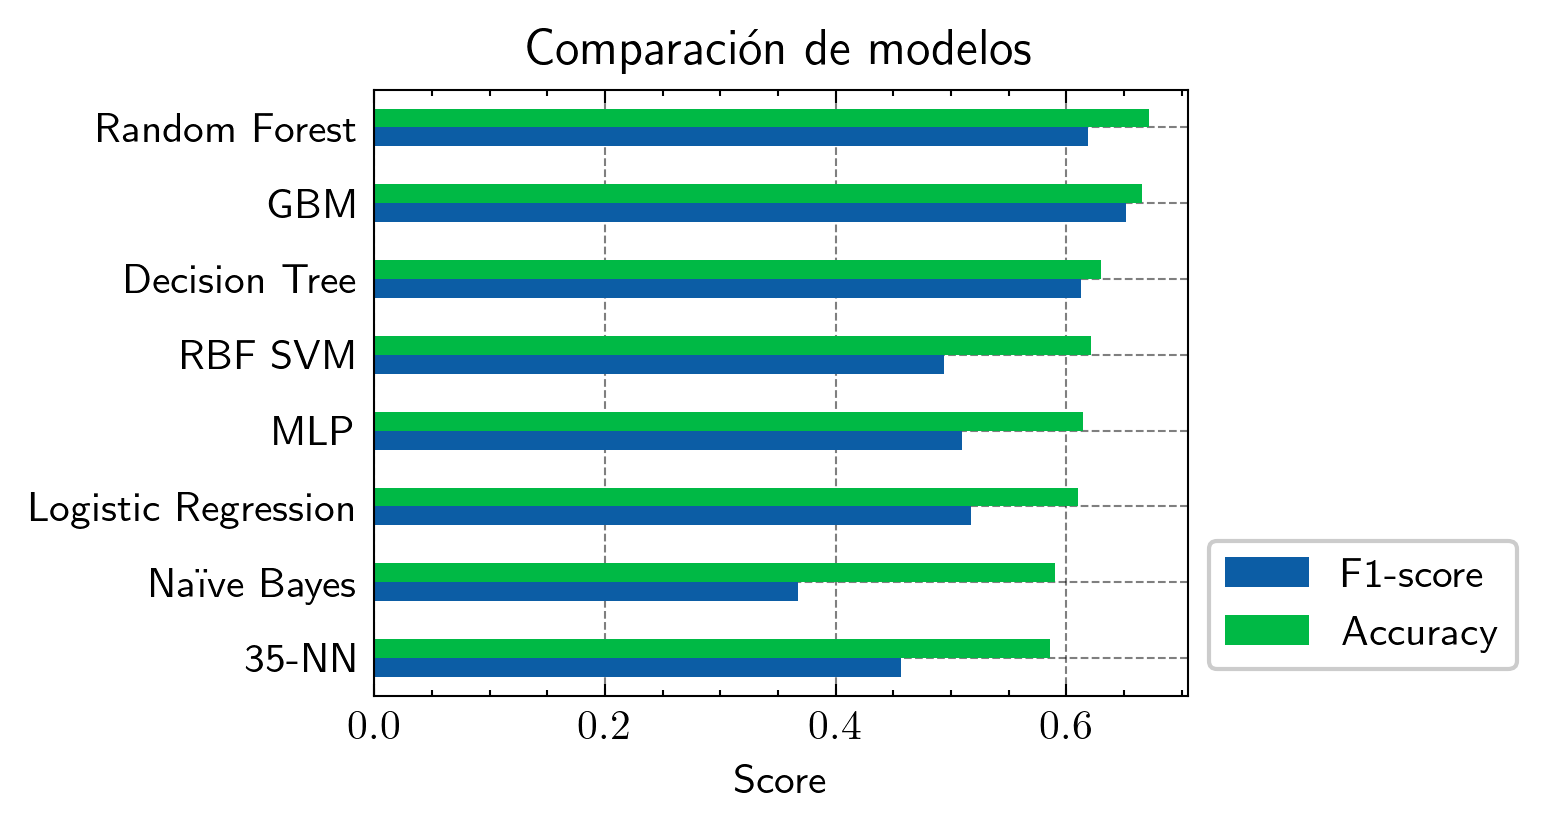 Comparación de modelos
Random Forest
GBM
Decision Tree
RBF SVM
MLP
Logistic Regression
Naïve Bayes
35-NN
0.0 0.2 0.4 0.6
Score
F1-score
Accuracy